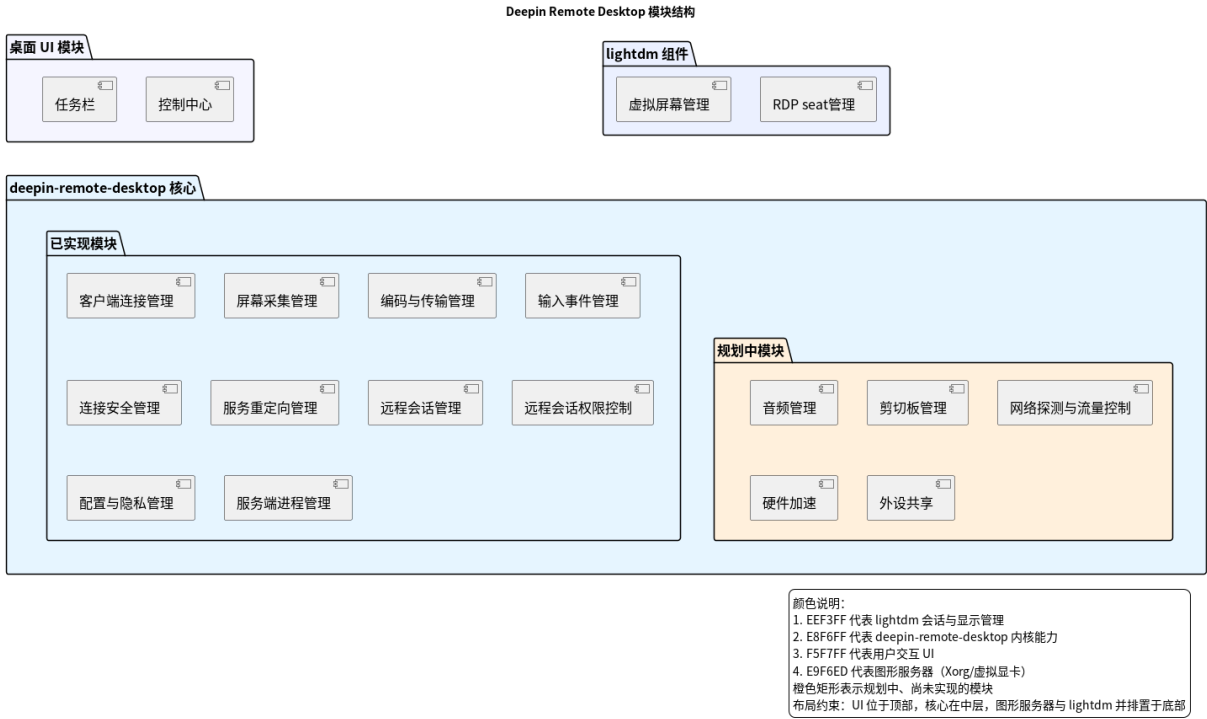 Deepin Remote Desktop 模块结构
桌面 UI 模块
任务栏
控制中心
lightdm 组件
虚拟屏幕管理
RDP seat管理
deepin-remote-desktop 核心
已实现模块
客户端连接管理
屏幕采集管理
编码与传输管理
输入事件管理
连接安全管理
服务重定向管理
远程会话管理
远程会话权限控制
配置与隐私管理
服务端进程管理
规划中模块
音频管理
剪切板管理
网络探测与流量控制
硬件加速
外设共享
颜色说明：
1. EEF3FF 代表 lightdm 会话与显示管理
2. E8F6FF 代表 deepin-remote-desktop 内核能力
3. F5F7FF 代表用户交互 UI
4. E9F6ED 代表图形服务器（Xorg/虚拟显卡）
橙色矩形表示规划中、尚未实现的模块
布局约束：UI 位于顶部，核心在中层，图形服务器与 lightdm 并排置于底部